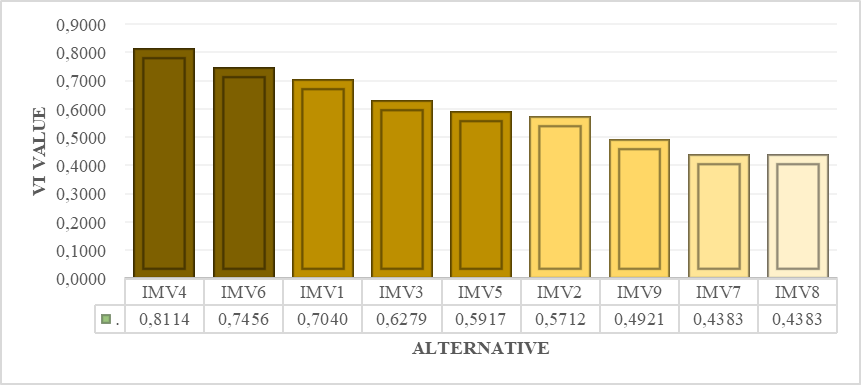 0,9000
0,8000
0,7000
0,6000
0,5000
0,4000
0,3000
0,2000
0,1000
0,0000
VI VALUE
IMV4 IMV6 IMV1 IMV3 IMV5 IMV2 IMV9 IMV7 IMV8
. 0,8114 0,7456 0,7040 0,6279 0,5917 0,5712 0,4921 0,4383 0,4383
ALTERNATIVE